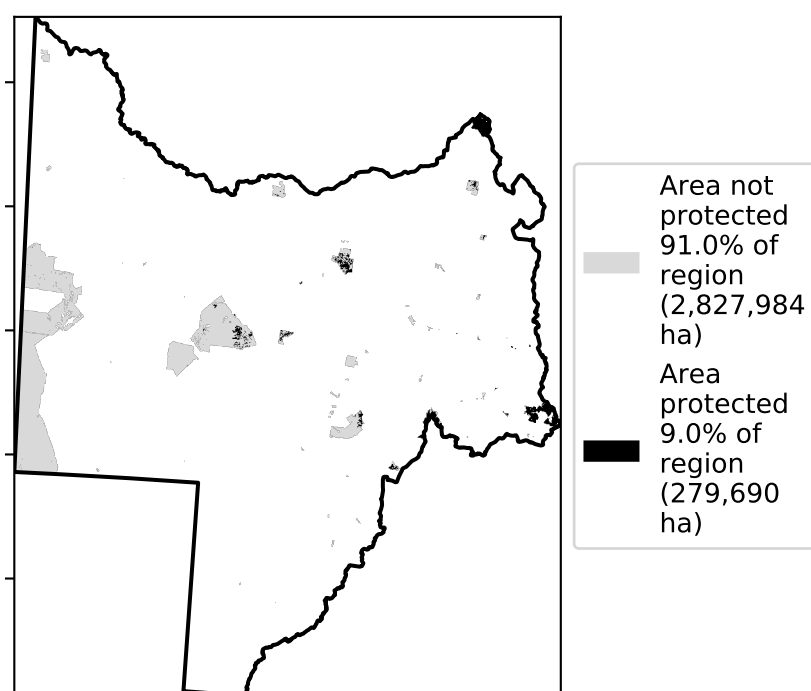 Area not
protected
91.0% of
region
(2,827,984
ha)
Area
protected
9.0% of
region
(279,690
ha)